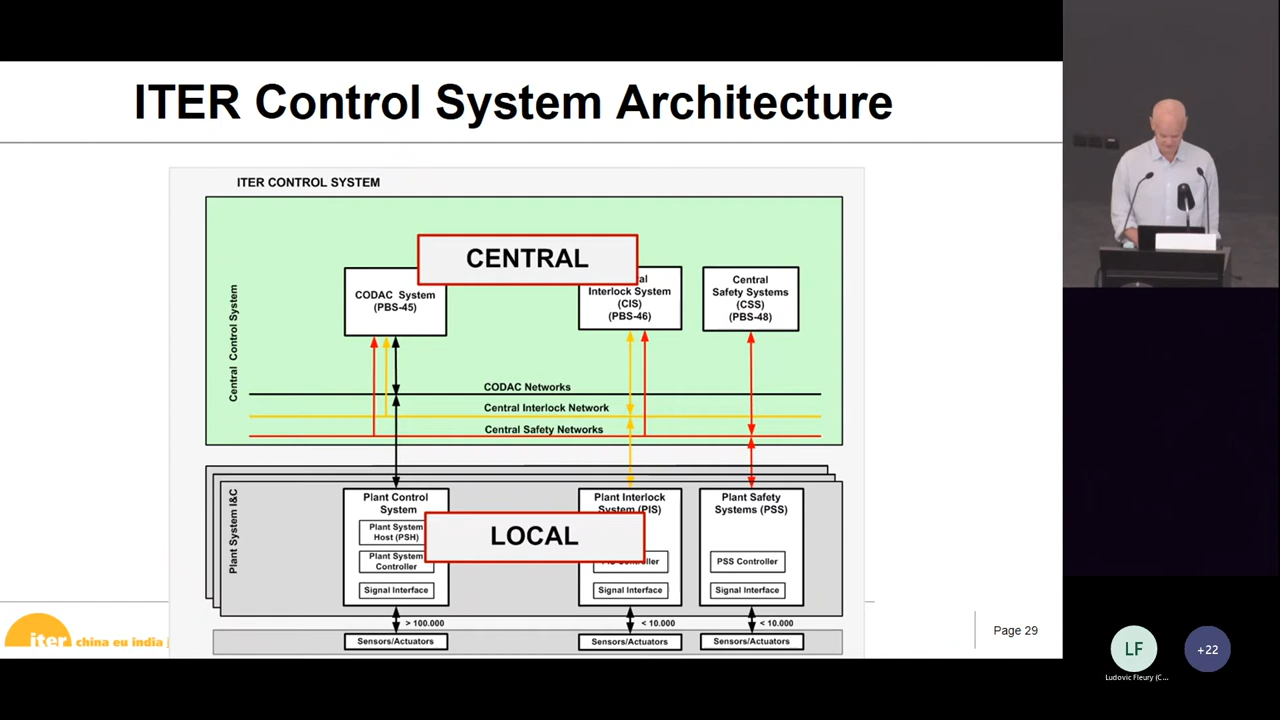 ITER Control System Architecture
ITER CONTROL SYSTEM
Central Control System
CENTRAL
CODAC System
(PBS-45)
al
Interlock System
(CIS)
(PBS-46)
Central
Safety Systems
(CSS)
(PBS-48)
CODAC Networks
Central Interlock Network
Central Safety Networks
Plant System I&C
Plant Control
System
Plant System
Host (PSH)
Plant System
Controller
Signal Interface
LOCAL
Plant Interlock
System (PIS)
Controller
Signal Interface
Plant Safety
Systems (PSS)
PSS Controller
Signal Interface
> 100.000
< 10.000
< 10.000
Sensors/Actuators
Sensors/Actuators
Sensors/Actuators
iter china eu india
Page 29
LF
+22
Ludovic Fleury (C...